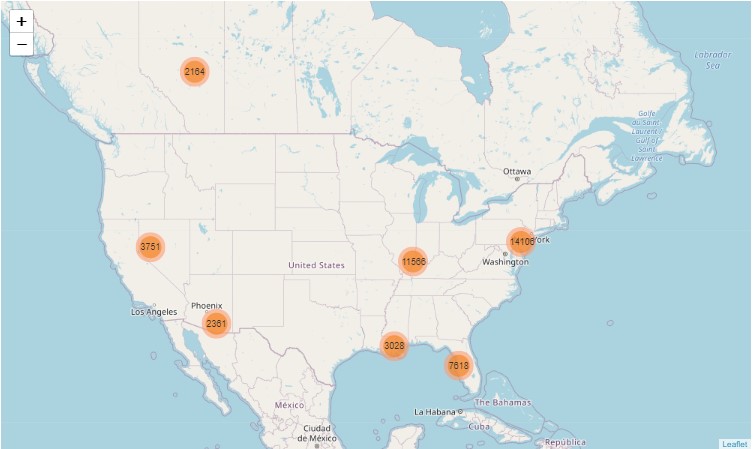 +
−
2164
Labrador
Sea
Golfe
du Saint-
Laurent /
Gulf of
Saint
Lawrence
Ottawa
3751
11566
14106
York
Washington
United States
Los Angeles
Phoenix
2361
3028
7618
México
La Habana
The Bahamas
Cuba
Ciudad
de México
República
Leaflet